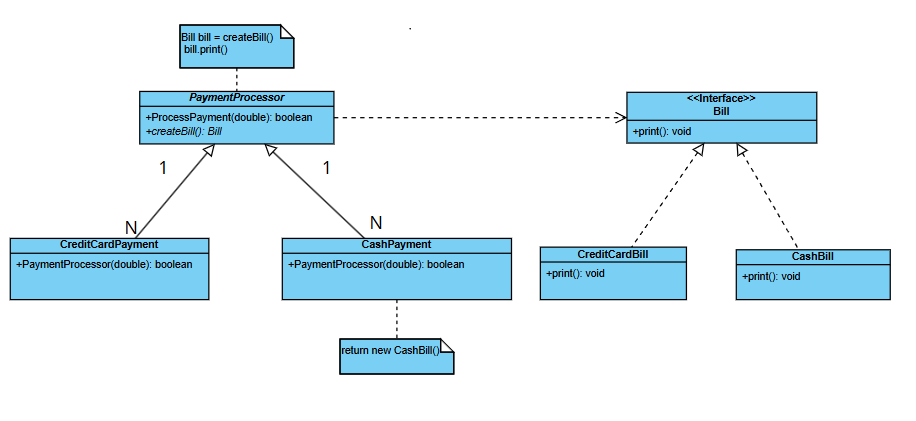 Bill bill = createBill()
bill.print()
PaymentProcessor
+ProcessPayment(double): boolean
+createBill(): Bill
<<Interface>>
Bill
+print(): void
1
1
N
N
CreditCardPayment
+PaymentProcessor(double): boolean
CashPayment
+PaymentProcessor(double): boolean
CreditCardBill
+print(): void
CashBill
+print(): void
return new CashBill()